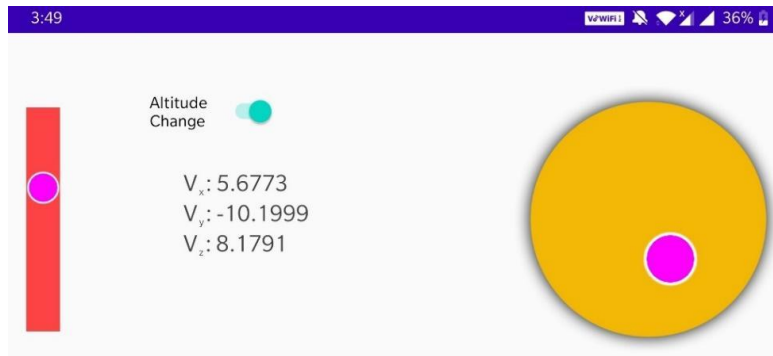 3:49
VoWiFi 36%
Altitude
Change
Vx: 5.6773
Vy: -10.1999
Vz: 8.1791